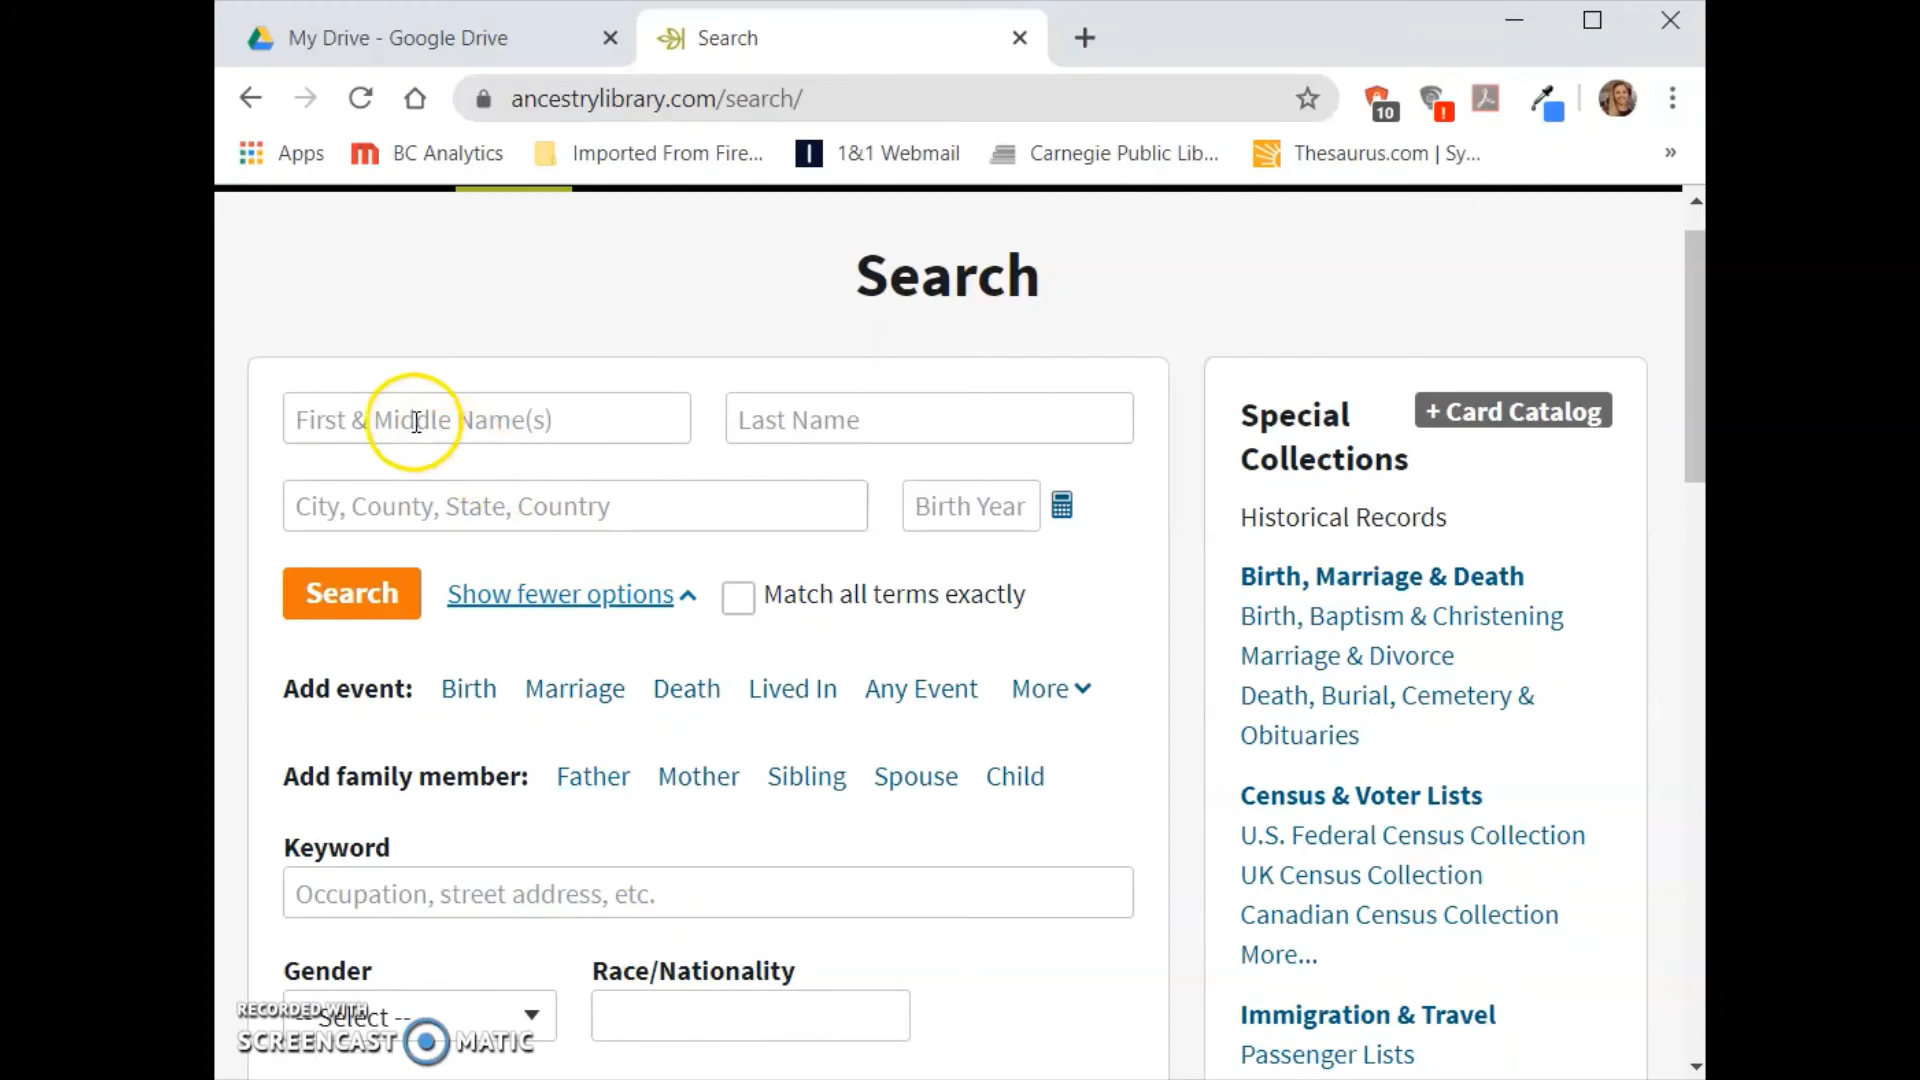 My Drive - Google Drive
Search
ancestrylibrary.com/search/
10
!
Apps
BC Analytics
Imported From Fire...
1&1 Webmail
Carnegie Public Lib...
Thesaurus.com | Sy...
»
Search
First & Middle Name(s)
Last Name
City, County, State, Country
Birth Year
Search
Show fewer options
Match all terms exactly
Add event: Birth Marriage Death Lived In Any Event More
Add family member: Father Mother Sibling Spouse Child
Keyword
Occupation, street address, etc.
Gender
Race/Nationality
-- Select --
RECORDED WITH
SCREENCAST MATIC
Special
Collections
+ Card Catalog
Historical Records
Birth, Marriage & Death
Birth, Baptism & Christening
Marriage & Divorce
Death, Burial, Cemetery &
Obituaries
Census & Voter Lists
U.S. Federal Census Collection
UK Census Collection
Canadian Census Collection
More...
Immigration & Travel
Passenger Lists